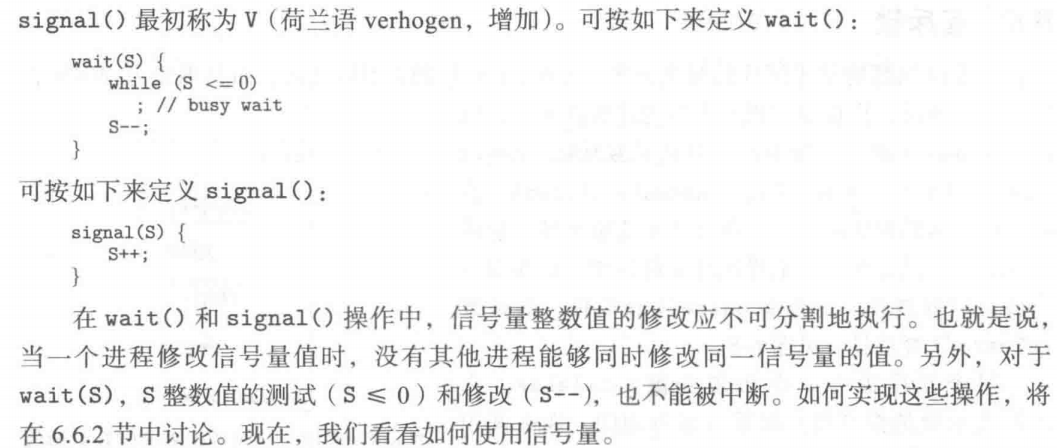 signal() 最初称为 V (荷兰语 verhogen,增加)。可按如下来定义 wait():
wait(S) {
while (S <= 0)
; // busy wait
S--;
}
可按如下来定义 signal():
signal(S) {
S++;
}
在 wait() 和 signal() 操作中,信号量整数值的修改应不可分割地执行。也就是说,
当一个进程修改信号量值时,没有其他进程能够同时修改同一信号量的值。另外,对于
wait(S),S 整数值的测试(S ≤ 0)和修改(S--),也不能被中断。如何实现这些操作,将
在 6.6.2 节中讨论。现在,我们看看如何使用信号量。